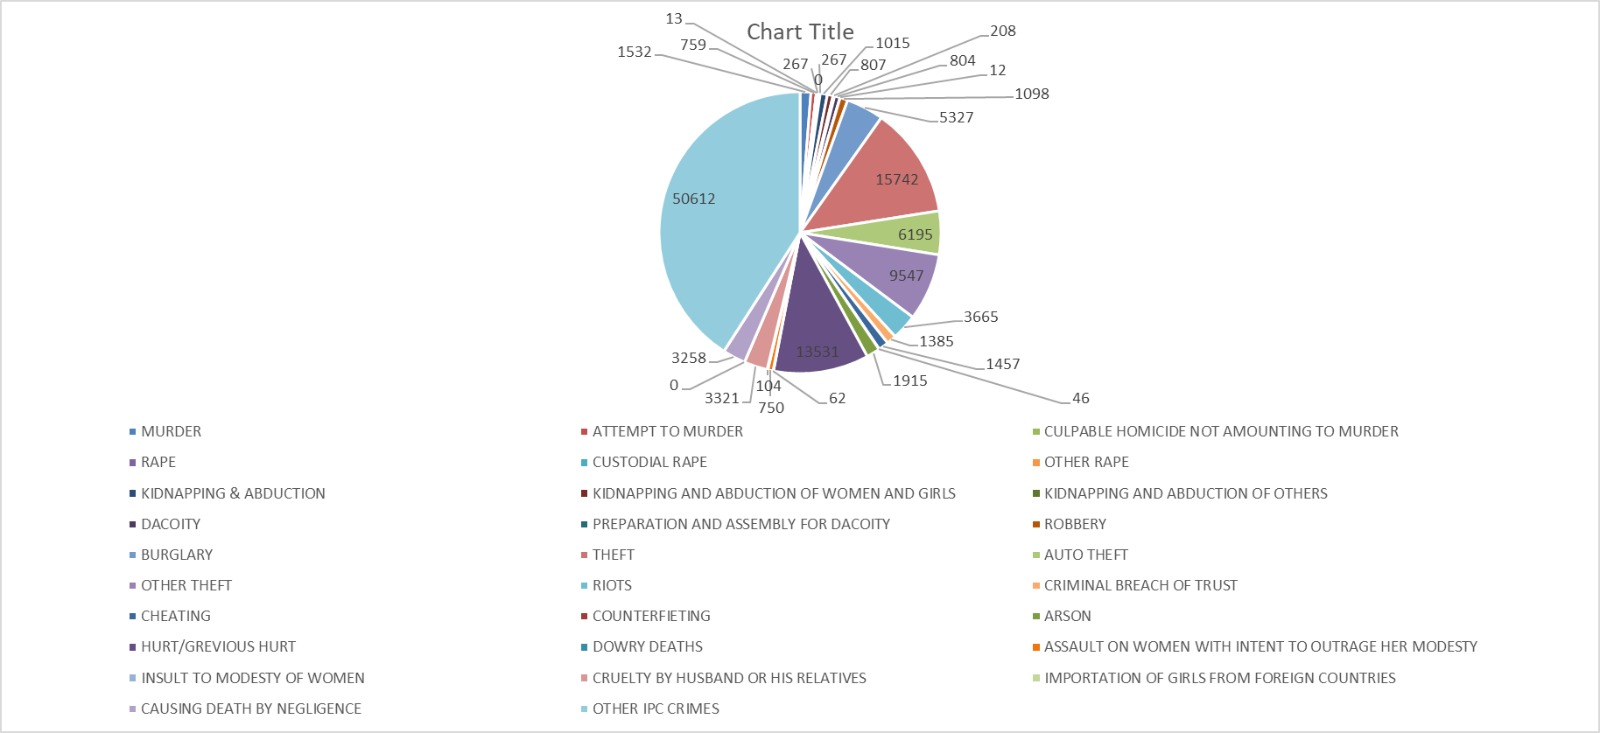 Chart Title
13
759
1532
267
0
267
1015
807
208
804
12
1098
5327
15742
6195
9547
3665
1385
1457
46
1915
13531
62
750
104
3321
0
3258
50612
MURDER
ATTEMPT TO MURDER
CULPABLE HOMICIDE NOT AMOUNTING TO MURDER
RAPE
CUSTODIAL RAPE
OTHER RAPE
KIDNAPPING & ABDUCTION
KIDNAPPING AND ABDUCTION OF WOMEN AND GIRLS
KIDNAPPING AND ABDUCTION OF OTHERS
DACOITY
PREPARATION AND ASSEMBLY FOR DACOITY
ROBBERY
BURGLARY
THEFT
AUTO THEFT
OTHER THEFT
RIOTS
CRIMINAL BREACH OF TRUST
CHEATING
COUNTERFIETING
ARSON
HURT/GREVIOUS HURT
DOWRY DEATHS
ASSAULT ON WOMEN WITH INTENT TO OUTRAGE HER MODESTY
INSULT TO MODESTY OF WOMEN
CRUELTY BY HUSBAND OR HIS RELATIVES
IMPORTATION OF GIRLS FROM FOREIGN COUNTRIES
CAUSING DEATH BY NEGLIGENCE
OTHER IPC CRIMES